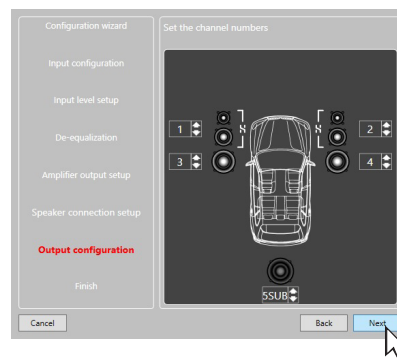 Configuration wizard
Input configuration
Input level setup
De-equalization
Amplifier output setup
Speaker connection setup
Output configuration
Finish
Set the channel numbers
1
2
3
4
5SUB
Cancel
Back
Next